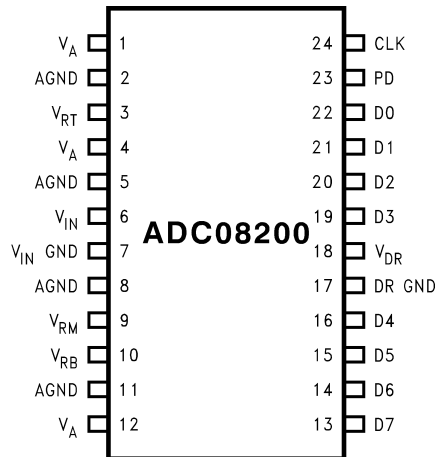 V_A 1 24 CLK
AGND 2 23 PD
V_RT 3 22 D0
V_A 4 21 D1
AGND 5 20 D2
V_IN 6 19 D3
ADC08200
V_IN GND 7 18 V_DR
AGND 8 17 DR GND
V_RM 9 16 D4
V_RB 10 15 D5
AGND 11 14 D6
V_A 12 13 D7